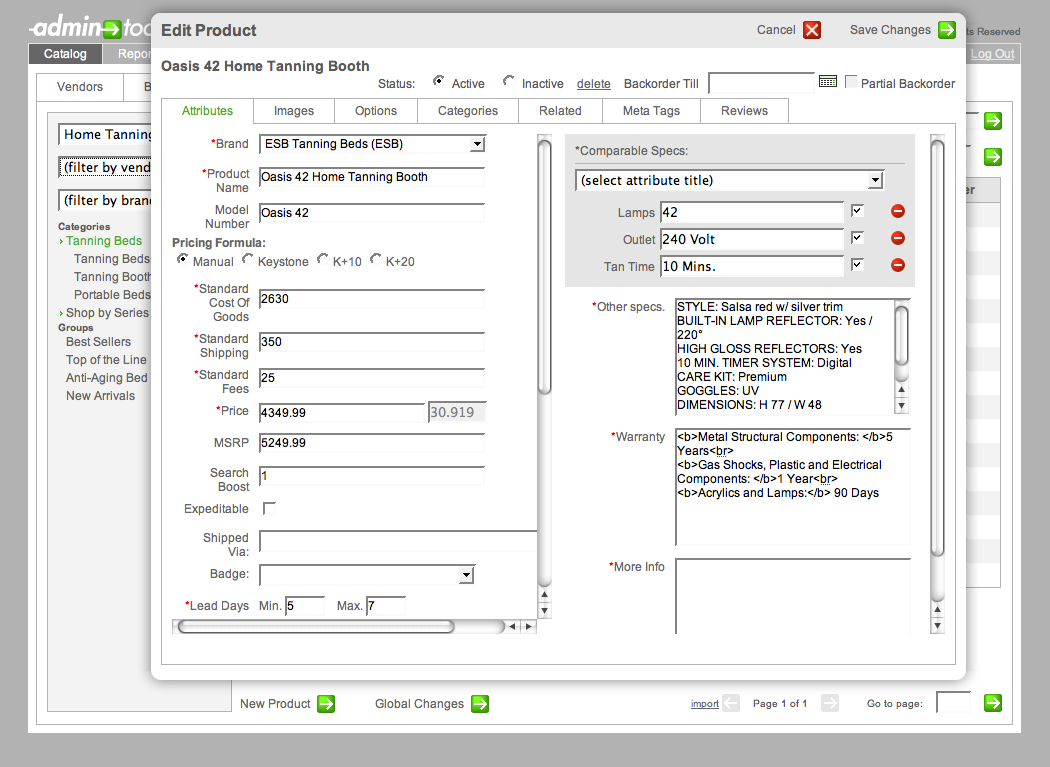 -admin
Edit Product
Cancel
Save Changes
ts Reserved
Catalog
Repor
Log Out
Oasis 42 Home Tanning Booth
Status:
Active
Inactive
delete
Backorder Till
Partial Backorder
Vendors
B
Attributes
Images
Options
Categories
Related
Meta Tags
Reviews
Home Tanning
(filter by vend
(filter by bran
Categories
› Tanning Beds
Tanning Beds
Tanning Booth
Portable Beds
› Shop by Series
Groups
Best Sellers
Top of the Line
Anti-Aging Bed
New Arrivals
*Brand
ESB Tanning Beds (ESB)
*Product
Name
Oasis 42 Home Tanning Booth
Model
Number
Oasis 42
Pricing Formula:
Manual
Keystone
K+10
K+20
*Standard
Cost Of
Goods
2630
*Standard
Shipping
350
*Standard
Fees
25
*Price
4349.99
30.919
MSRP
5249.99
Search
Boost
1
Expeditable
Shipped
Via:
Badge:
*Lead Days
Min. 5
Max. 7
*Comparable Specs:
(select attribute title)
Lamps
42
Outlet
240 Volt
Tan Time
10 Mins.
*Other specs.
STYLE: Salsa red w/ silver trim
BUILT-IN LAMP REFLECTOR: Yes /
220°
HIGH GLOSS REFLECTORS: Yes
10 MIN. TIMER SYSTEM: Digital
CARE KIT: Premium
GOGGLES: UV
DIMENSIONS: H 77 / W 48
*Warranty
<b>Metal Structural Components: </b>5
Years<br>
<b>Gas Shocks, Plastic and Electrical
Components: </b>1 Year<br>
<b>Acrylics and Lamps:</b> 90 Days
*More Info
er
New Product
Global Changes
import
Page 1 of 1
Go to page: